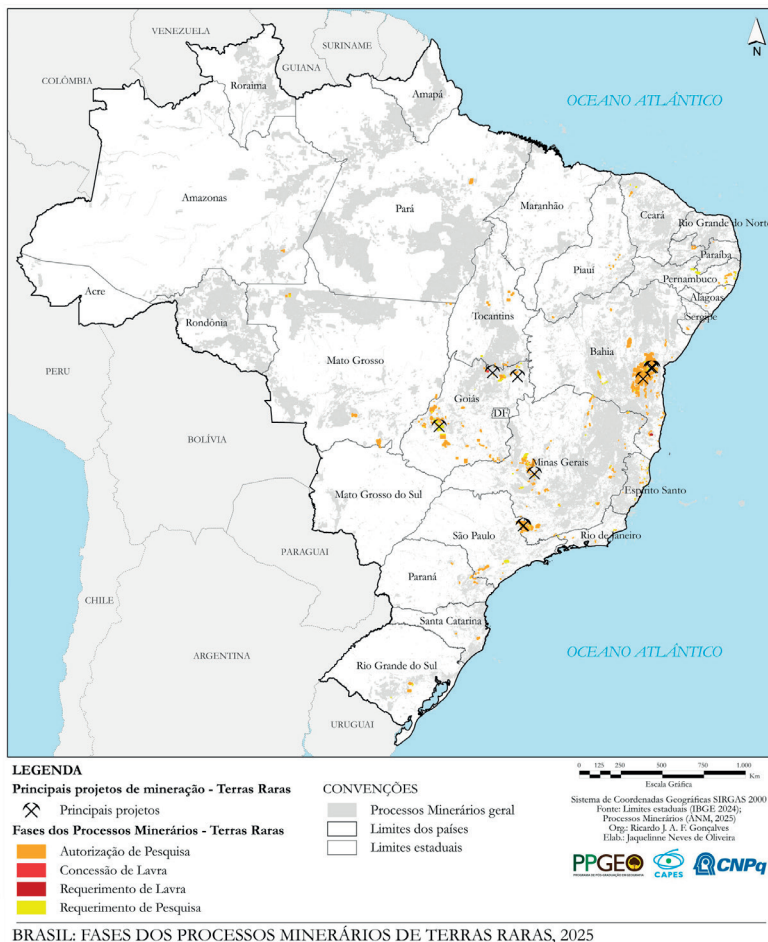 VENEZUELA
SURINAME
GUIANA
COLÔMBIA
N
Roraima
Amapá
OCEANO ATLÂNTICO
Amazonas
Pará
Maranhão
Ceará
Rio Grande do Norte
Paraíba
Piauí
Pernambuco
Acre
Alagoas
Tocantins
Sergipe
Rondônia
Bahia
Mato Grosso
PERU
Goiás
DF
BOLÍVIA
Minas Gerais
Mato Grosso do Sul
Espírito Santo
São Paulo
Rio de Janeiro
PARAGUAI
Paraná
CHILE
Santa Catarina
ARGENTINA
Rio Grande do Sul
OCEANO ATLÂNTICO
URUGUAI
LEGENDA
Principais projetos de mineração - Terras Raras
Principais projetos
Fases dos Processos Minerários - Terras Raras
Autorização de Pesquisa
Concessão de Lavra
Requerimento de Lavra
Requerimento de Pesquisa
CONVENÇÕES
Processos Minerários geral
Limites dos países
Limites estaduais
0 125 250 500 750 1.000
Km
Escala Gráfica
Sistema de Coordenadas Geográficas SIRGAS 2000
Fonte: Limites estaduais (IBGE 2024);
Processos Minerários (ANM, 2025)
Org.: Ricardo J. A. F. Gonçalves
Elab.: Jaquelinne Neves de Oliveira
PPGEO
PROGRAMA DE PÓS-GRADUAÇÃO EM GEOGRAFIA
CAPES
CNPq
BRASIL: FASES DOS PROCESSOS MINERÁRIOS DE TERRAS RARAS, 2025